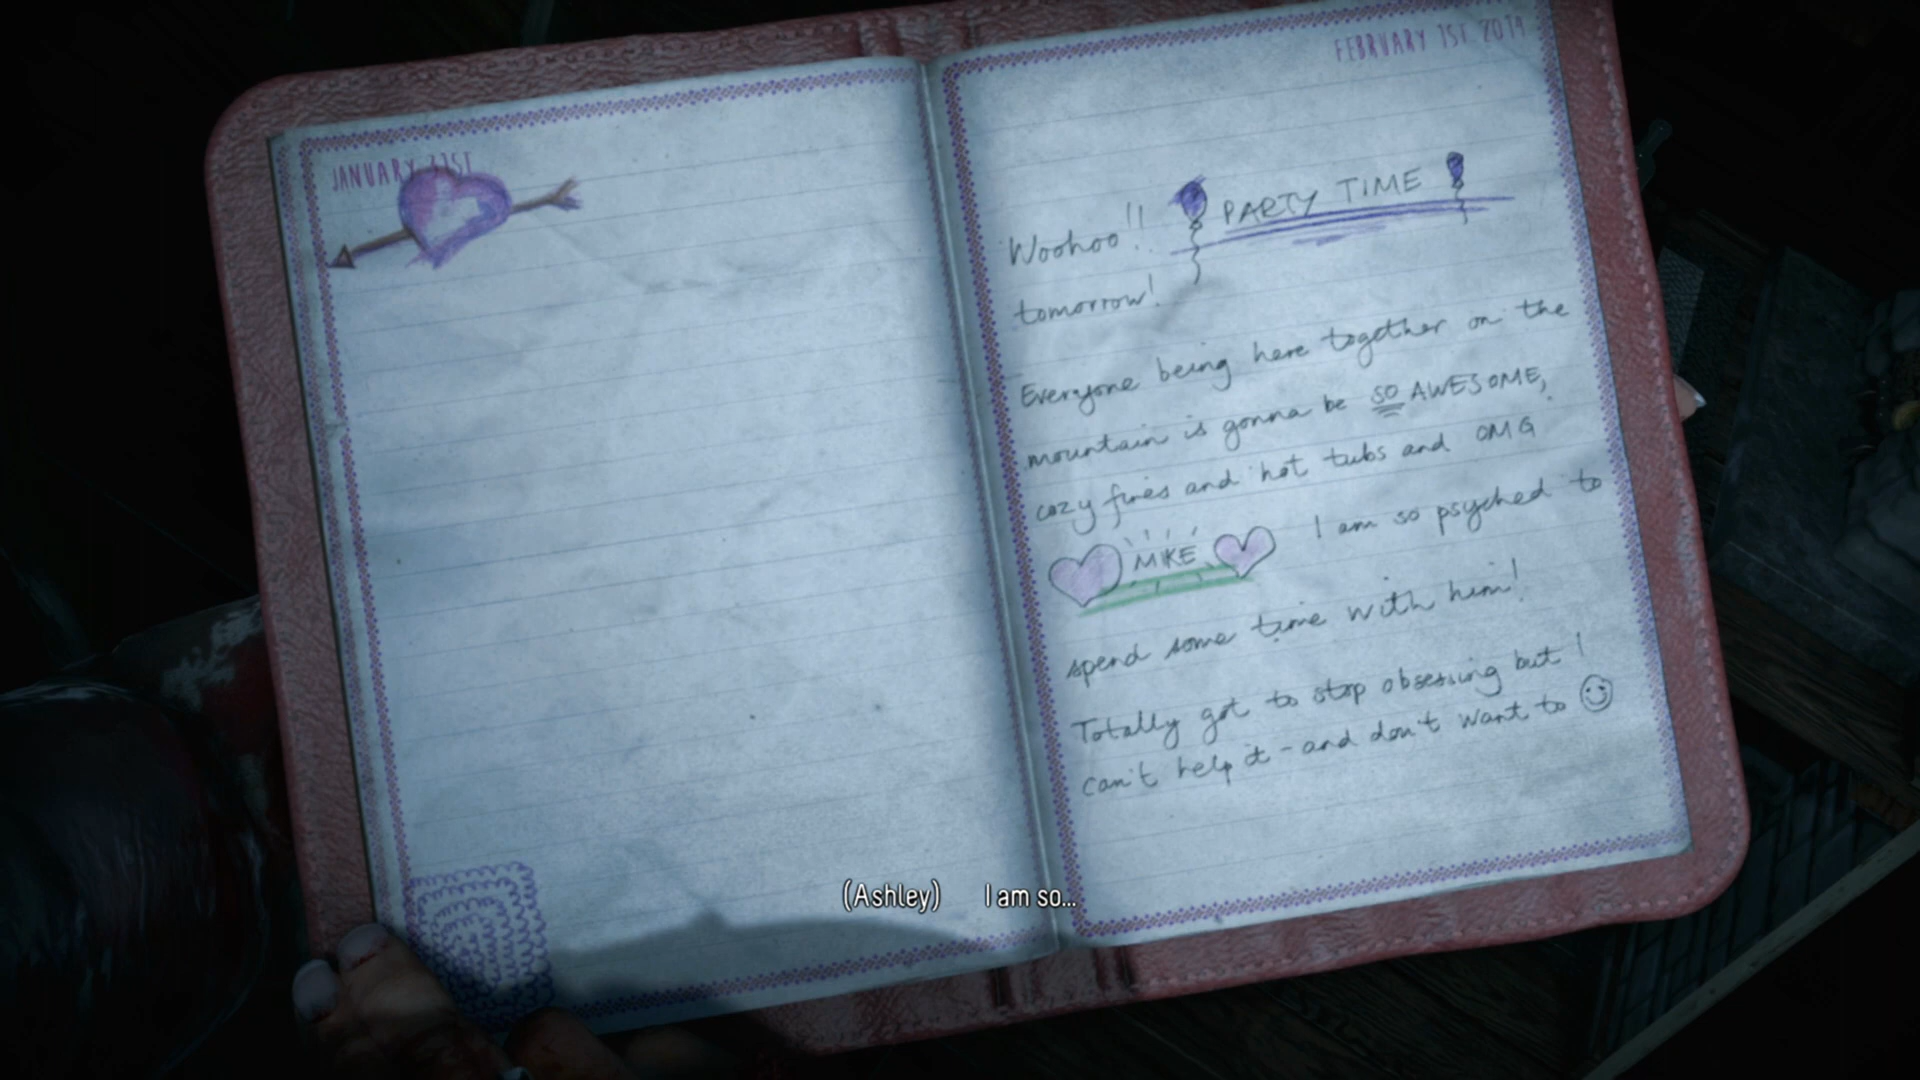 JANUARY 31ST
FEBRUARY 1ST 2014
Woohoo!! PARTY TIME
tomorrow!
Everyone being here together on the
mountain is gonna be SO AWESOME,
cozy fires and hot tubs and OMG
MIKE I am so psyched to
spend some time with him!
Totally got to stop obsessing but I
can't help it - and don't want to
(Ashley) I am so...